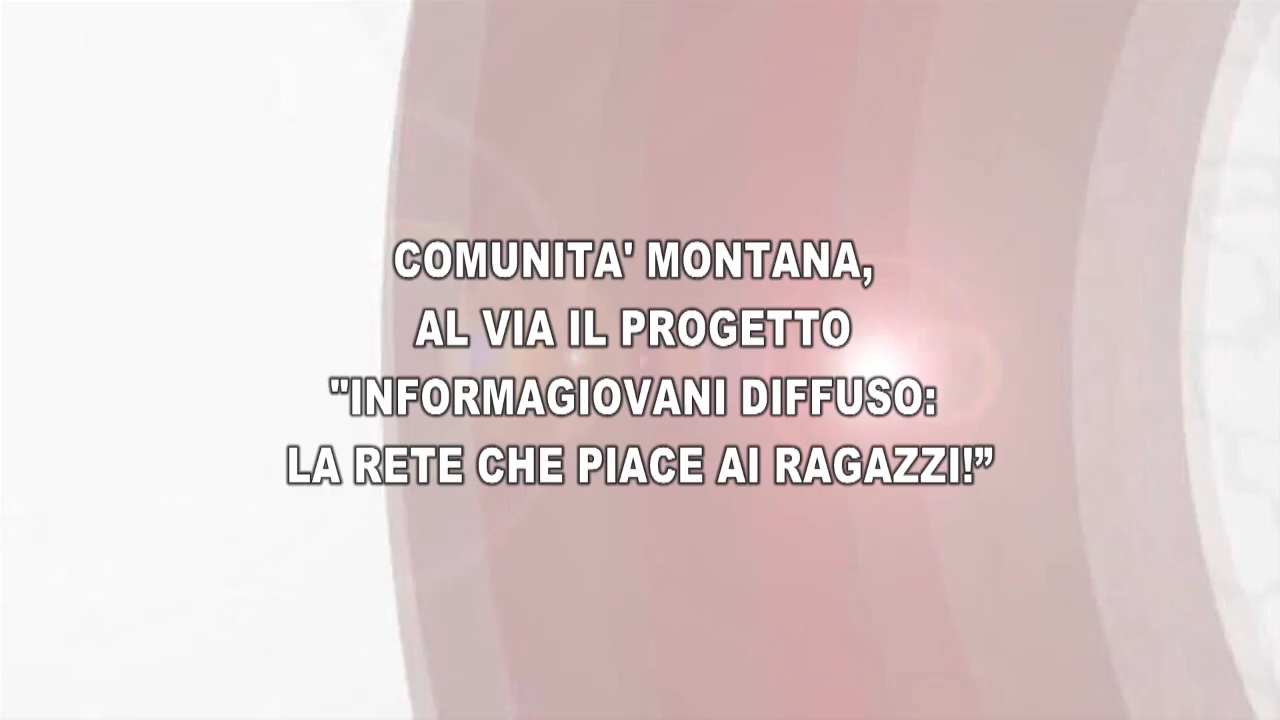 COMUNITA' MONTANA,
AL VIA IL PROGETTO
"INFORMAGIOVANI DIFFUSO:
LA RETE CHE PIACE AI RAGAZZI!”